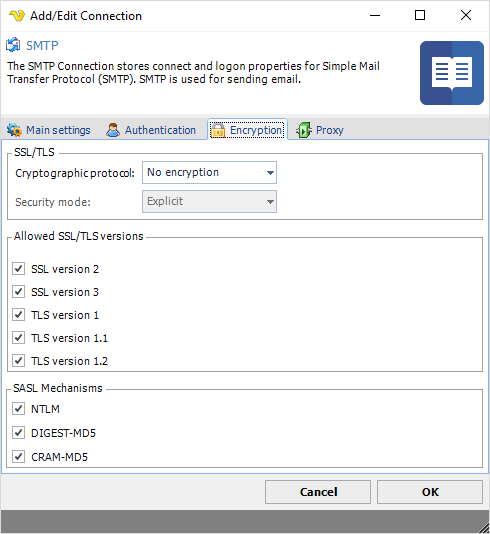 Add/Edit Connection
SMTP
The SMTP Connection stores connect and logon properties for Simple Mail
Transfer Protocol (SMTP). SMTP is used for sending email.
Main settings Authentication Encryption Proxy
SSL/TLS
Cryptographic protocol: No encryption
Security mode: Explicit
Allowed SSL/TLS versions
SSL version 2
SSL version 3
TLS version 1
TLS version 1.1
TLS version 1.2
SASL Mechanisms
NTLM
DIGEST-MD5
CRAM-MD5
Cancel OK